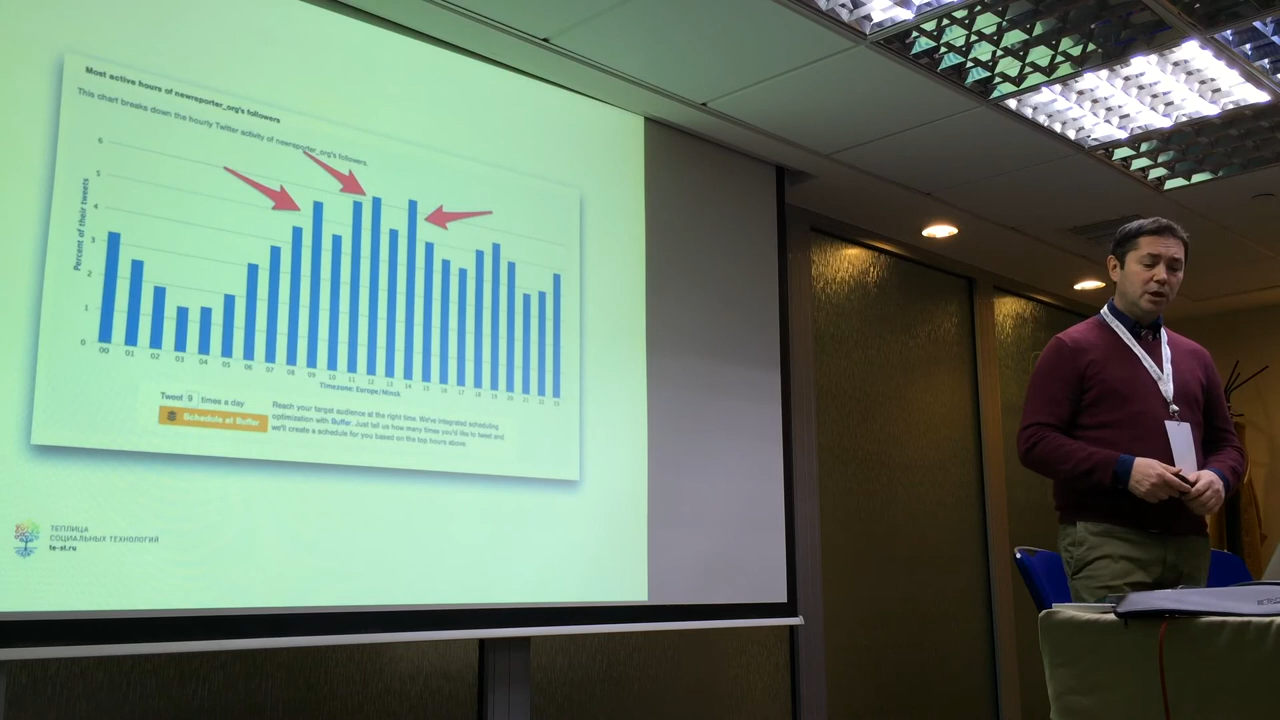 Most active hours of newreporter_org's followers
This chart breaks down the hourly Twitter activity of newreporter_org's followers.
Percent of their tweets
6
5
4
3
2
1
0
00 01 02 03 04 05 06 07 08 09 10 11 12 13 14 15 16 17 18 19 20 21 22 23
Timezone: Europe/Minsk
Tweet 9 times a day
Schedule at Buffer
Reach your target audience at the right time. We've integrated scheduling
optimization with Buffer. Just tell us how many times you'd like to tweet and
we'll create a schedule for you based on the top hours above.
ТЕПЛИЦА
СОЦИАЛЬНЫХ ТЕХНОЛОГИЙ
te-st.ru